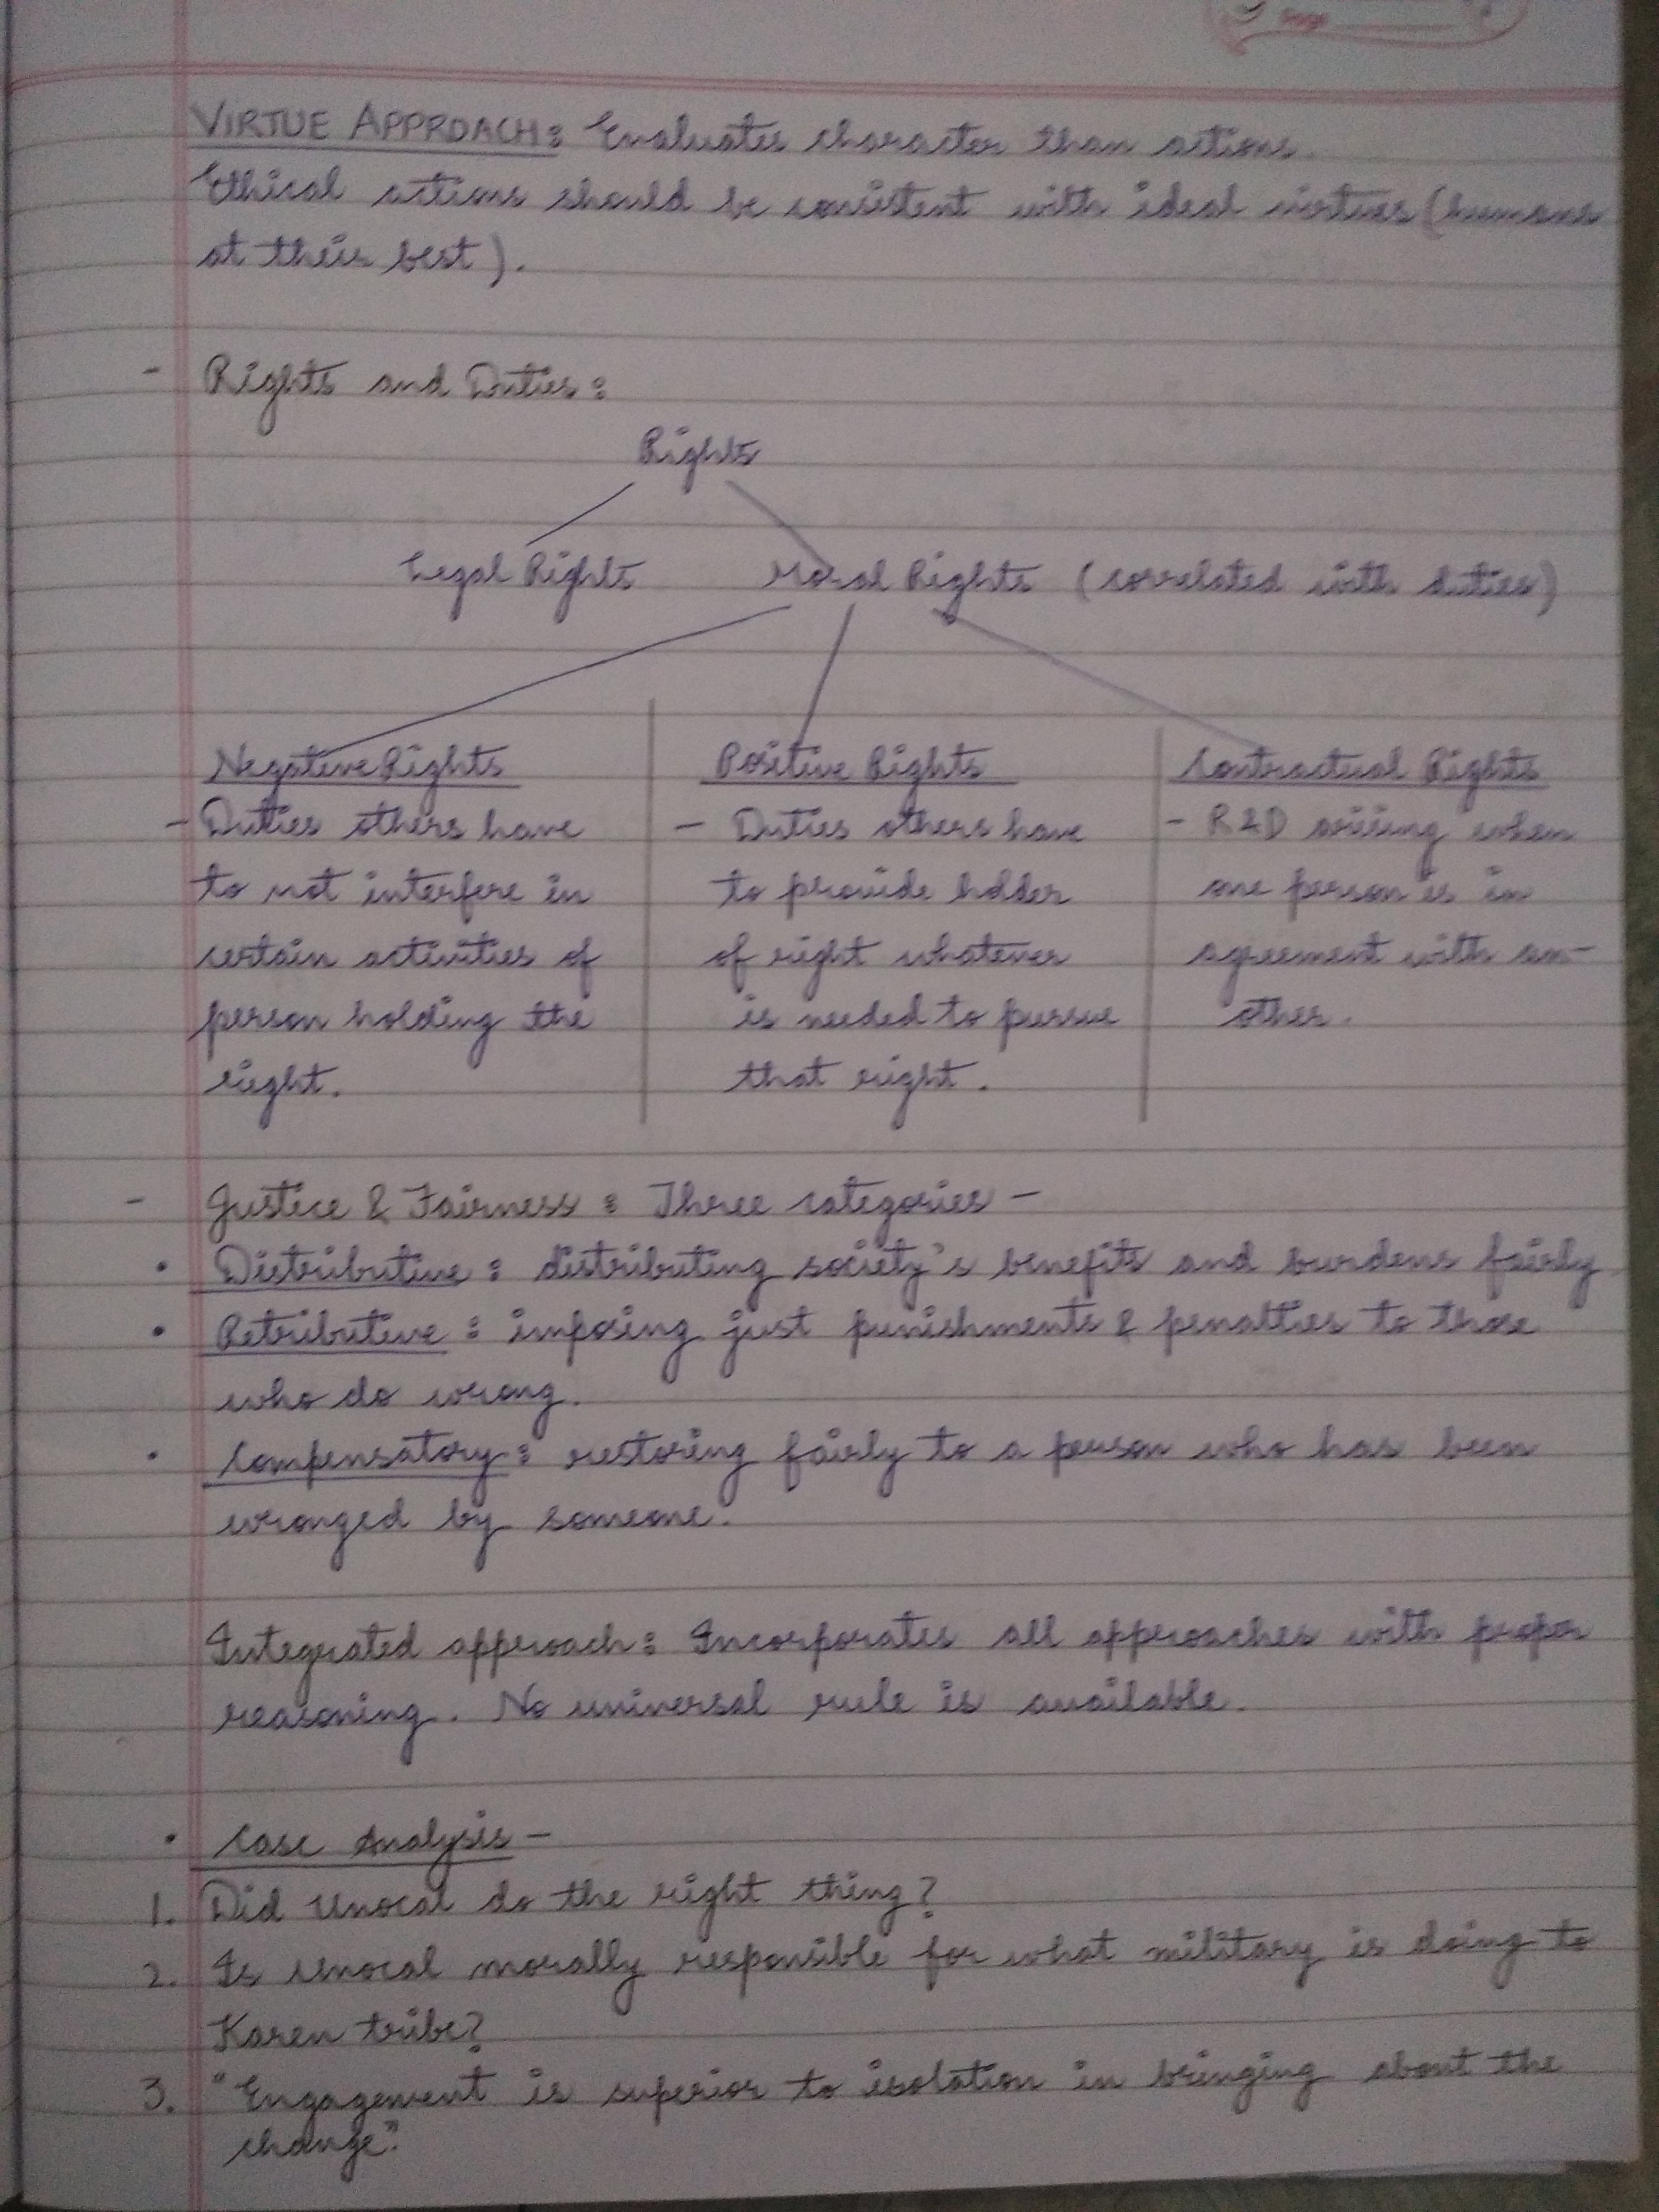 Page
VIRTUE APPROACH: Evaluates character than actions.
Ethical actions should be consistent with ideal virtues (humans
at their best).
- Rights and Duties:
Rights
Legal Rights Moral Rights (correlated with duties)
Negative Rights Positive Rights Contractual Rights
- Duties others have - Duties others have - R&D arising when
to not interfere in to provide holder one person is in
certain activities of of right whatever agreement with an-
person holding the is needed to pursue other.
right. that right.
- Justice & Fairness: Three categories -
• Distributive: distributing society's benefits and burdens fairly
• Retributive: imposing just punishments & penalties to those
who do wrong.
• Compensatory: restoring fairly to a person who has been
wronged by someone.
Integrated approach: Incorporates all approaches with proper
reasoning. No universal rule is available.
• Case Analysis -
1. Did Unocal do the right thing?
2. Is Unocal morally responsible for what military is doing to
Karen tribe?
3. "Engagement is superior to isolation in bringing about the
change".